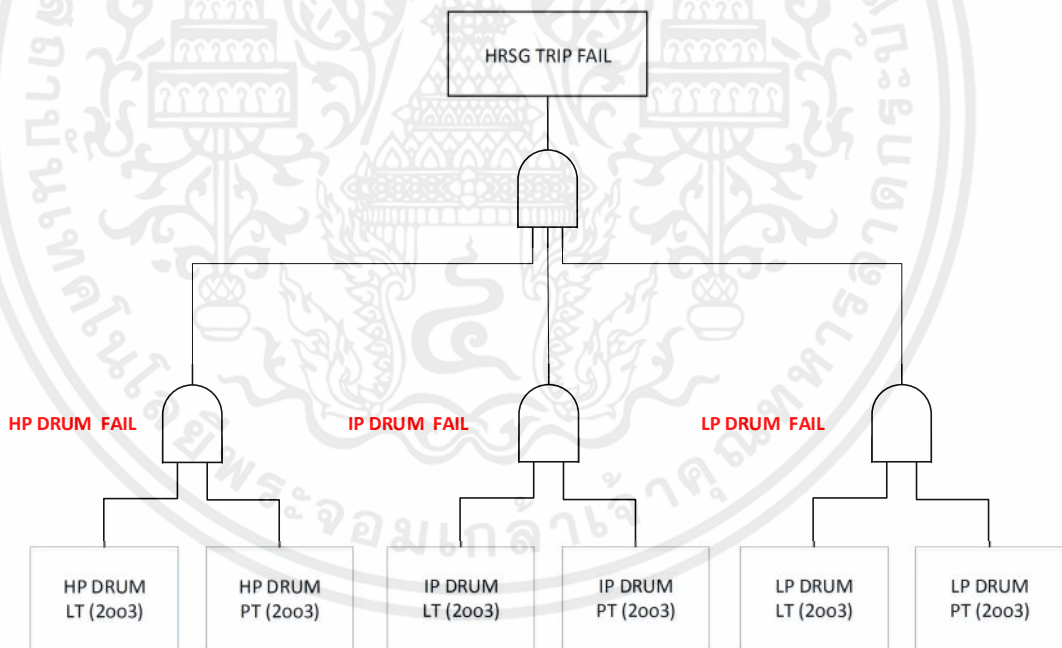 HRSG TRIP FAIL
HP DRUM FAIL
IP DRUM FAIL
LP DRUM FAIL
HP DRUM
LT (2oo3)
HP DRUM
PT (2oo3)
IP DRUM
LT (2oo3)
IP DRUM
PT (2oo3)
LP DRUM
LT (2oo3)
LP DRUM
PT (2oo3)